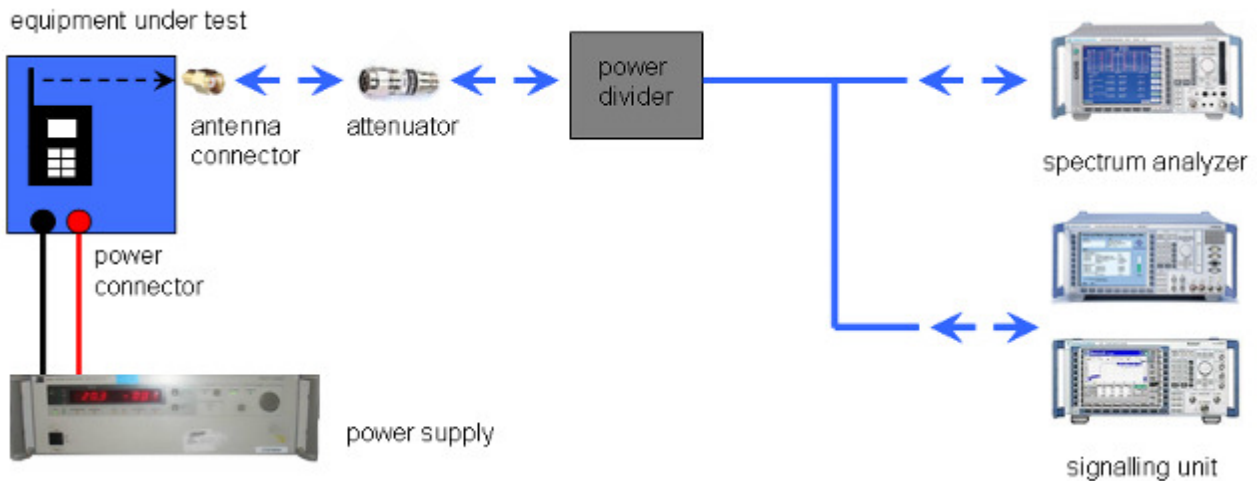 equipment under test
power
divider
antenna
connector
attenuator
spectrum analyzer
power
connector
power supply
signalling unit